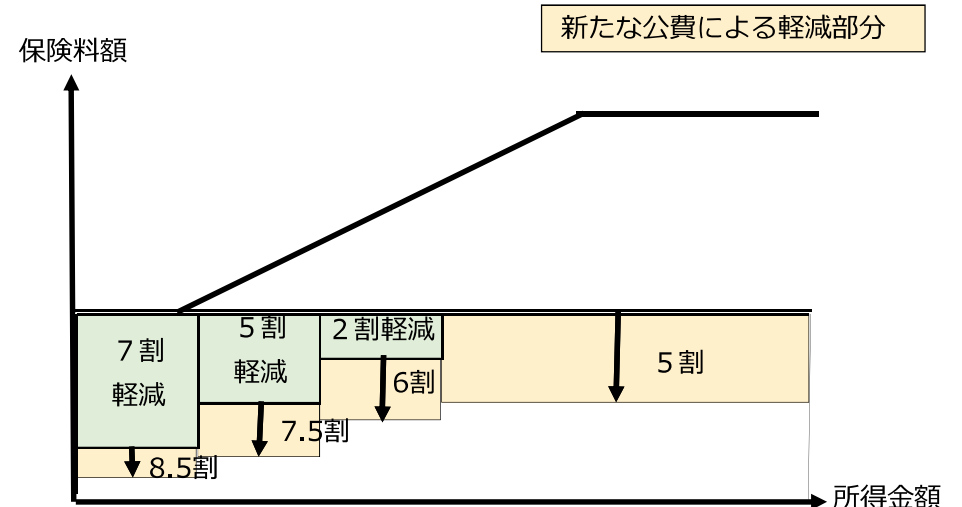 新たな公費による軽減部分
保険料額
7割
軽減
5割
軽減
2割軽減
5割
6割
7.5割
8.5割
所得金額